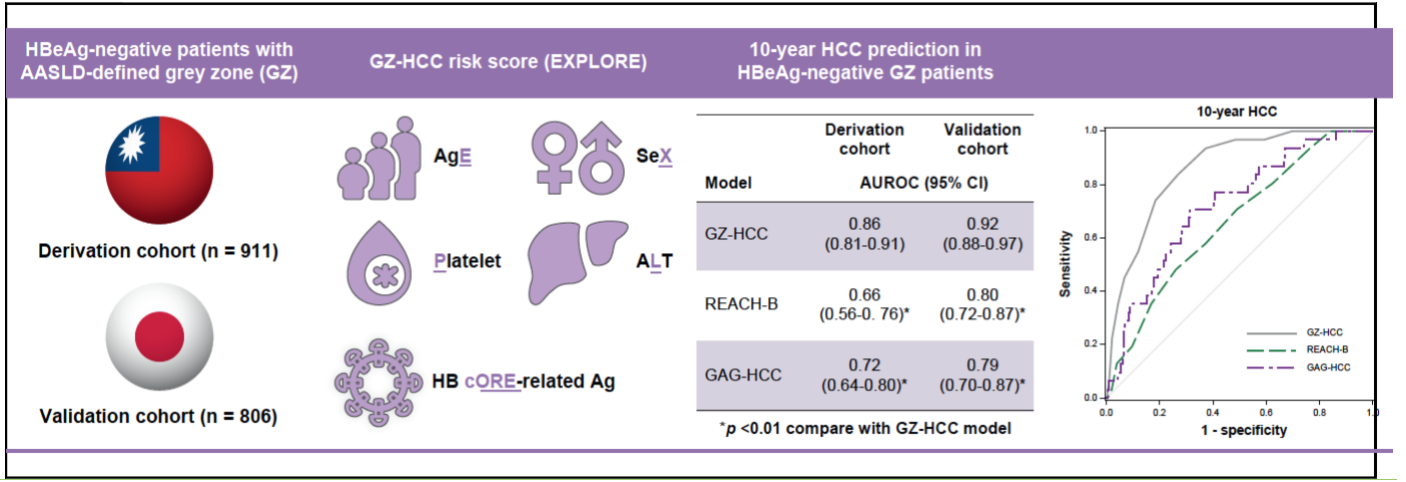 HBeAg-negative patients with
AASLD-defined grey zone (GZ)
GZ-HCC risk score (EXPLORE)
10-year HCC prediction in
HBeAg-negative GZ patients
Derivation cohort (n = 911)
Validation cohort (n = 806)
AgE
SeX
Platelet
ALT
HB cORE-related Ag
Derivation
cohort
Validation
cohort
Model
AUROC (95% CI)
GZ-HCC
0.86
(0.81-0.91)
0.92
(0.88-0.97)
REACH-B
0.66
(0.56-0. 76)*
0.80
(0.72-0.87)*
GAG-HCC
0.72
(0.64-0.80)*
0.79
(0.70-0.87)*
*p <0.01 compare with GZ-HCC model
10-year HCC
Sensitivity
1.0
0.8
0.6
0.4
0.2
0.0
GZ-HCC
REACH-B
GAG-HCC
0.0 0.2 0.4 0.6 0.8 1.0
1 - specificity